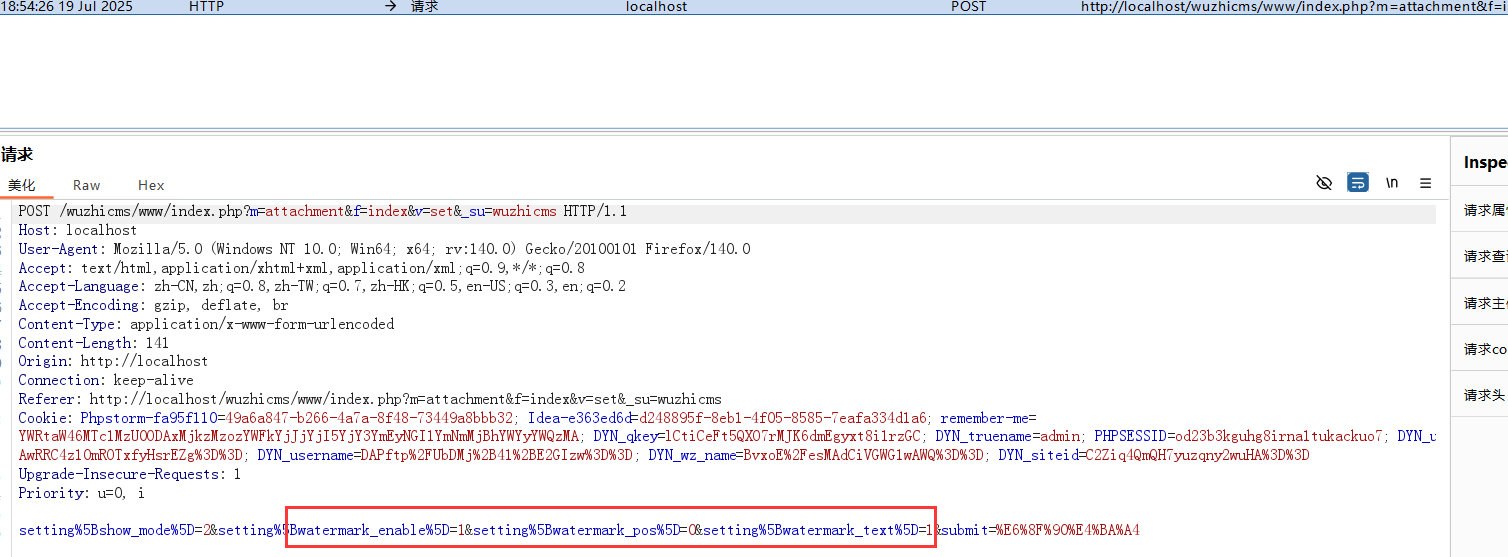 18:54:26 19 Jul 2025 HTTP → 请求 localhost POST http://localhost/wuzhicms/www/index.php?m=attachment&f=i
请求
美化 Raw Hex \n
Inspe
POST /wuzhicms/www/index.php?m=attachment&f=index&v=set&_su=wuzhicms HTTP/1.1
Host: localhost
User-Agent: Mozilla/5.0 (Windows NT 10.0; Win64; x64; rv:140.0) Gecko/20100101 Firefox/140.0
Accept: text/html,application/xhtml+xml,application/xml;q=0.9,*/*;q=0.8
Accept-Language: zh-CN,zh;q=0.8,zh-TW;q=0.7,zh-HK;q=0.5,en-US;q=0.3,en;q=0.2
Accept-Encoding: gzip, deflate, br
Content-Type: application/x-www-form-urlencoded
Content-Length: 141
Origin: http://localhost
Connection: keep-alive
Referer: http://localhost/wuzhicms/www/index.php?m=attachment&f=index&v=set&_su=wuzhicms
Cookie: Phpstorm-fa95f110=49a6a847-b266-4a7a-8f48-73449a8bbb32; Idea-e363ed6d=d248895f-8eb1-4f05-8585-7eafa334d1a6; remember-me=
YWRtaW46MTc1MzU0ODAxMjkzMzozYWFkYjJjYjI5YjY3YmEyNGI1YmNmMjBhYWYyYWQzMA; DYN_qkey=lCtiCeFt5QXO7rMJK6dmEgyxt8i1rzGC; DYN_truename=admin; PHPSESSID=od23b3kguhg8irna1tukackuo7; DYN_u
AwRRC4z1OmROTxfyHsrEZg%3D%3D; DYN_username=DAPftp%2FUbDMj%2B41%2BE2GIzw%3D%3D; DYN_wz_name=BvxoE%2FesMAdCiVGWG1wAWQ%3D%3D; DYN_siteid=C2Ziq4QmQH7yuzqny2wuHA%3D%3D
Upgrade-Insecure-Requests: 1
Priority: u=0, i
setting%5Bshow_mode%5D=2&setting%5Bwatermark_enable%5D=1&setting%5Bwatermark_pos%5D=0&setting%5Bwatermark_text%5D=1&submit=%E6%8F%90%E4%BA%A4
请求属
请求查
请求主
请求co
请求头